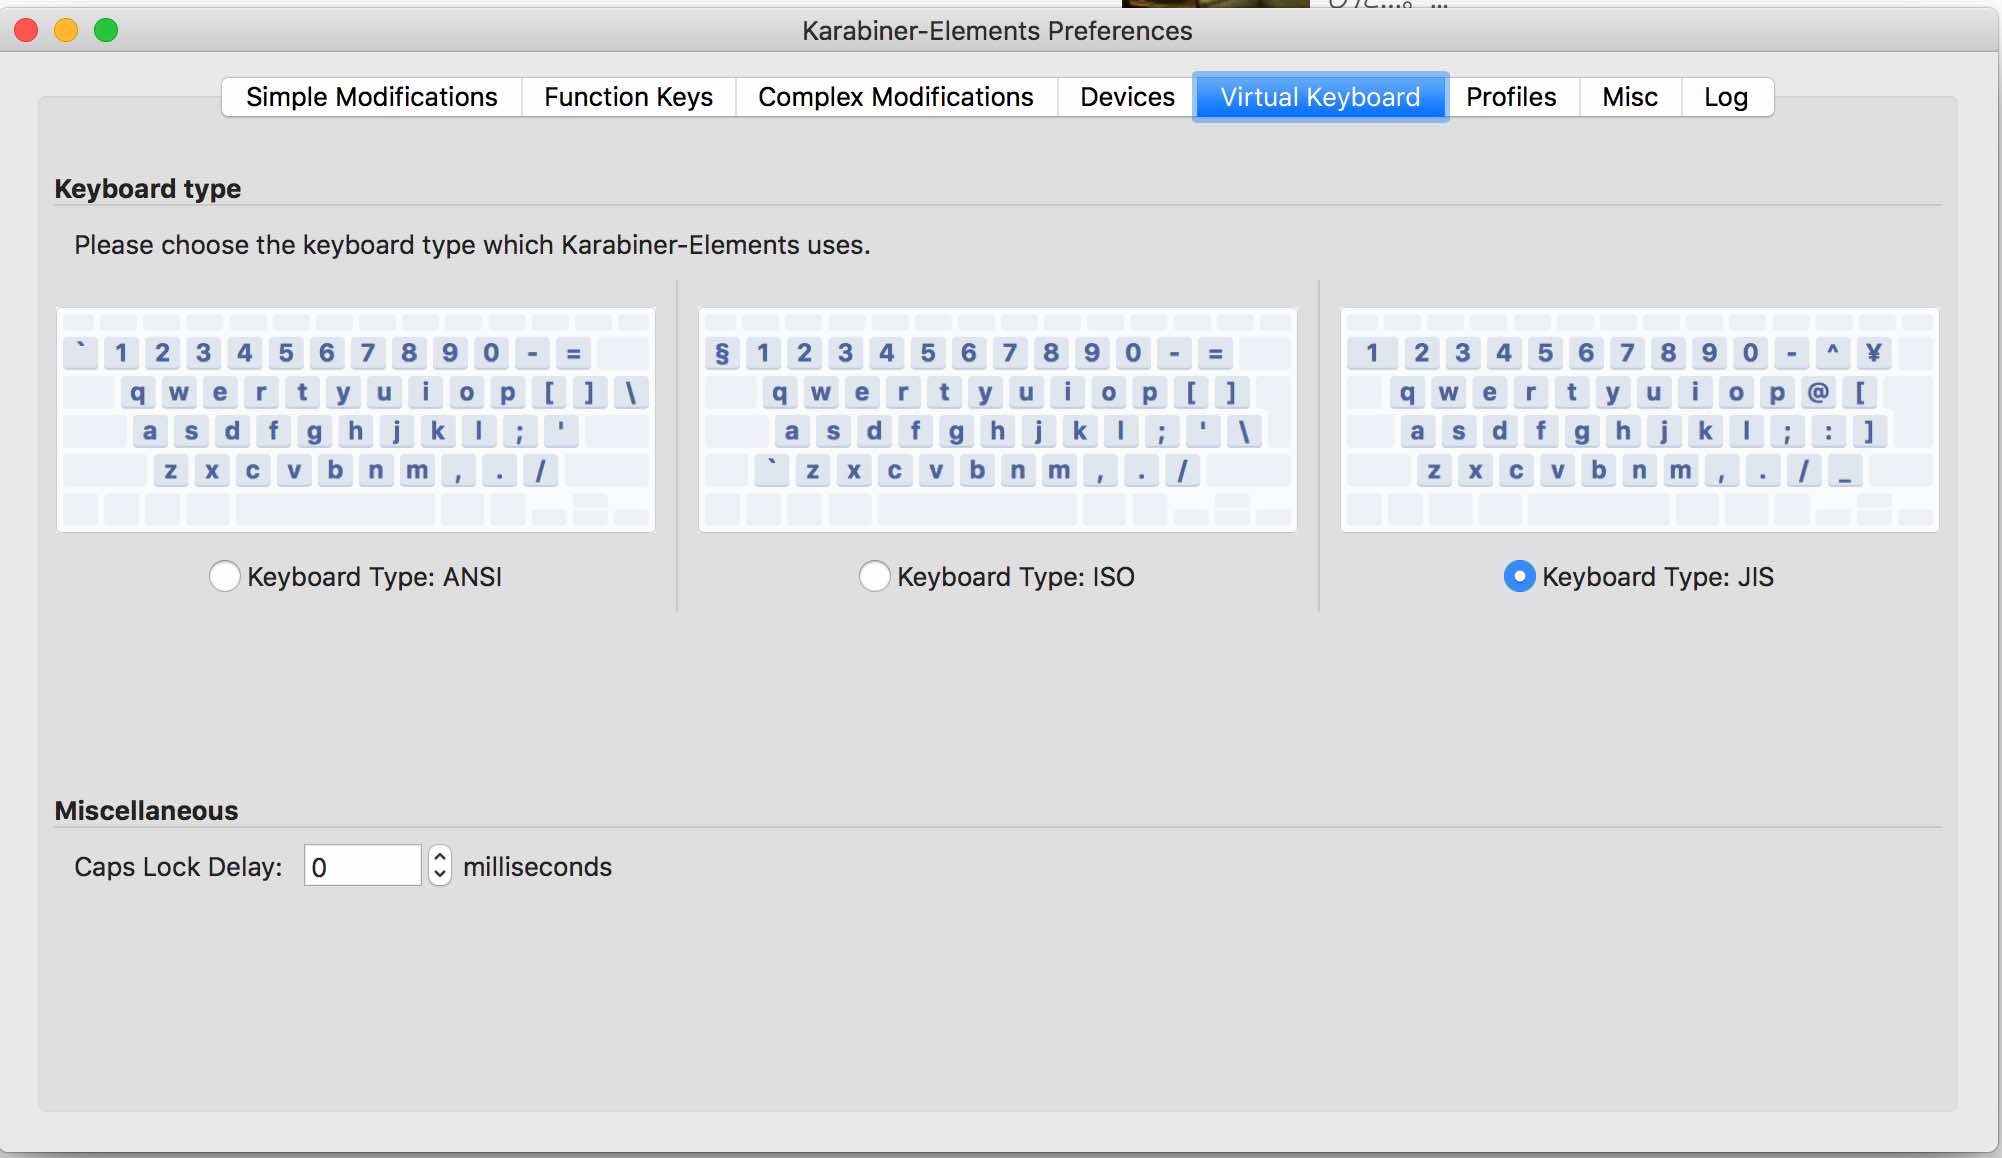 Karabiner-Elements Preferences
Simple Modifications Function Keys Complex Modifications Devices Virtual Keyboard Profiles Misc Log
Keyboard type
Please choose the keyboard type which Karabiner-Elements uses.
` 1 2 3 4 5 6 7 8 9 0 - =
q w e r t y u i o p [ ] \
a s d f g h j k l ; '
z x c v b n m , . /
Keyboard Type: ANSI
§ 1 2 3 4 5 6 7 8 9 0 - =
q w e r t y u i o p [ ]
a s d f g h j k l ; ' \
` z x c v b n m , . /
Keyboard Type: ISO
1 2 3 4 5 6 7 8 9 0 - ^ ¥
q w e r t y u i o p @ [
a s d f g h j k l ; : ]
z x c v b n m , . / _
Keyboard Type: JIS
Miscellaneous
Caps Lock Delay: 0 milliseconds